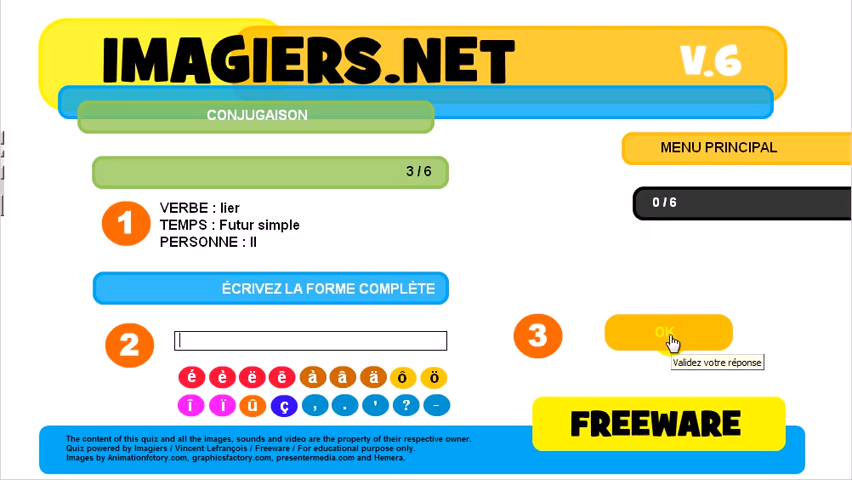 IMAGIERS.NET
V.6
CONJUGAISON
MENU PRINCIPAL
3 / 6
0 / 6
1
VERBE : lier
TEMPS : Futur simple
PERSONNE : Il
ÉCRIVEZ LA FORME COMPLÈTE
2
3
OK
Validez votre réponse
é è ë ē à â ä ô ö
î ï û ç , . ' ? -
FREEWARE
The content of this quiz and all the images, sounds and video are the property of their respective owner.
Quiz powered by Imagiers / Vincent Lefrançois / Freeware / For educational purpose only.
Images by Animationfctory.com, graphicsfactory.com, presentermedia.com and Hemera.